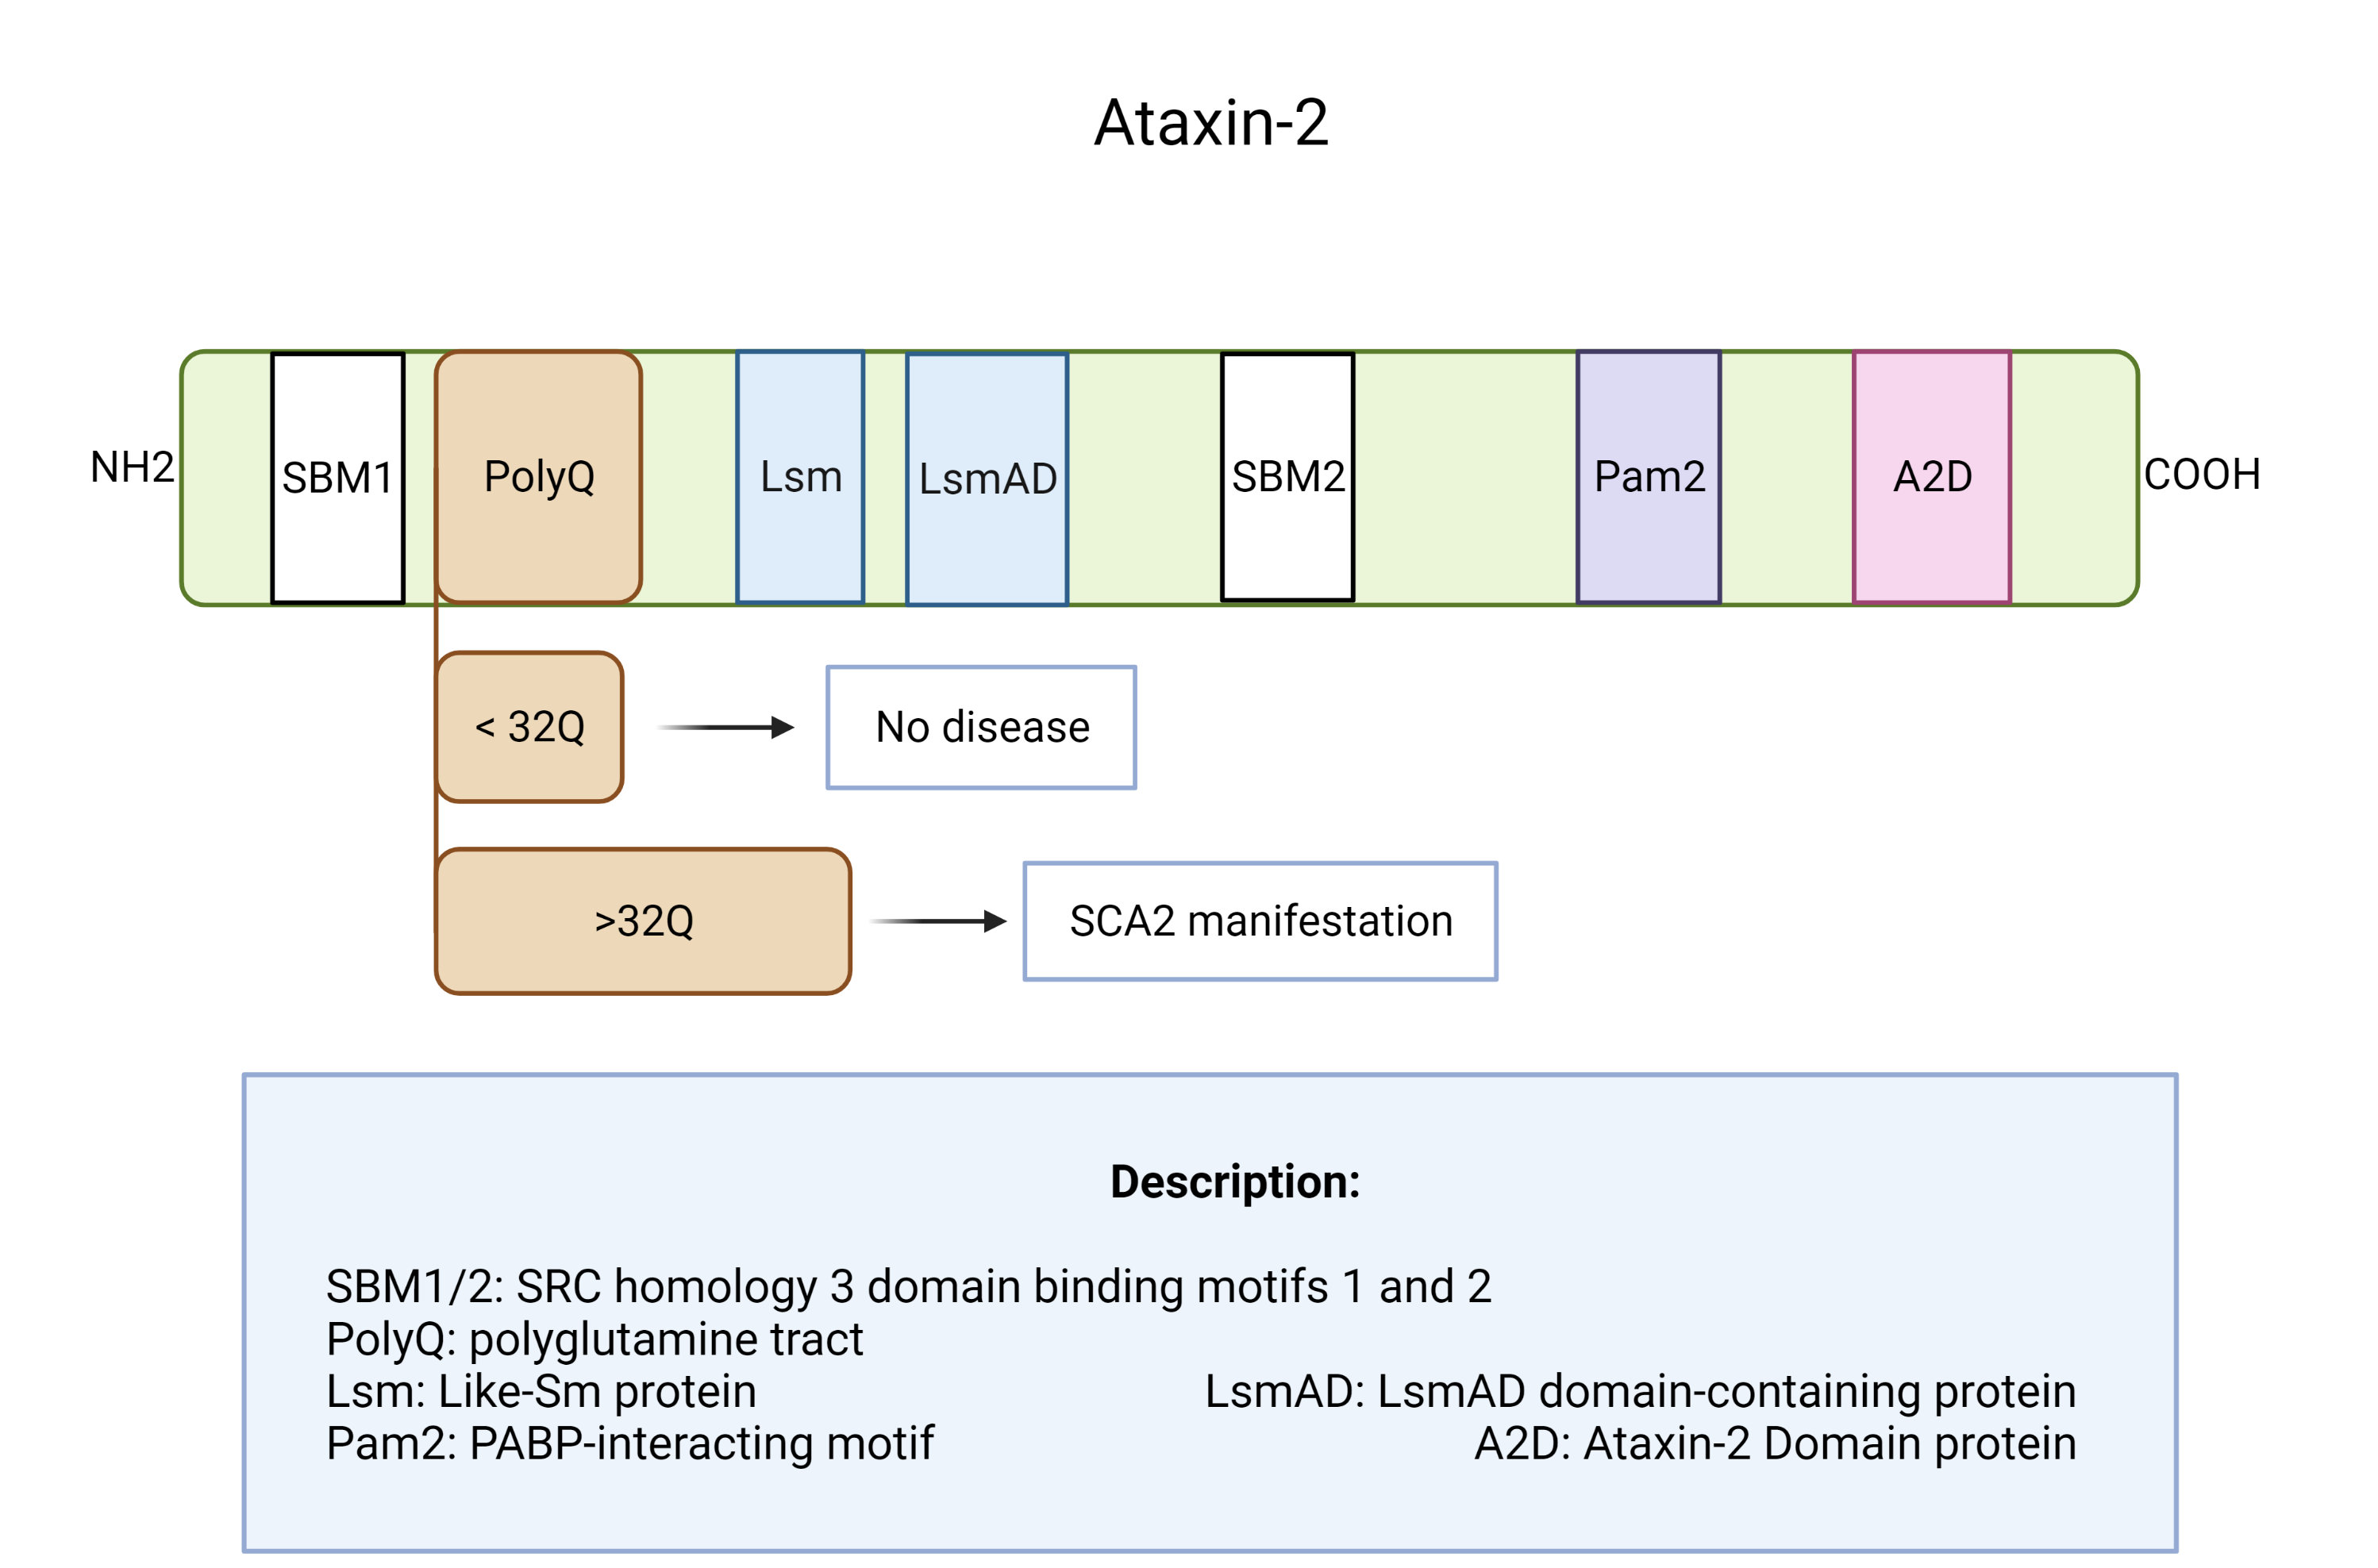 Ataxin-2
NH2 SBM1 PolyQ Lsm LsmAD SBM2 Pam2 A2D COOH
< 32Q No disease
>32Q SCA2 manifestation
Description:
SBM1/2: SRC homology 3 domain binding motifs 1 and 2
PolyQ: polyglutamine tract
Lsm: Like-Sm protein LsmAD: LsmAD domain-containing protein
Pam2: PABP-interacting motif A2D: Ataxin-2 Domain protein